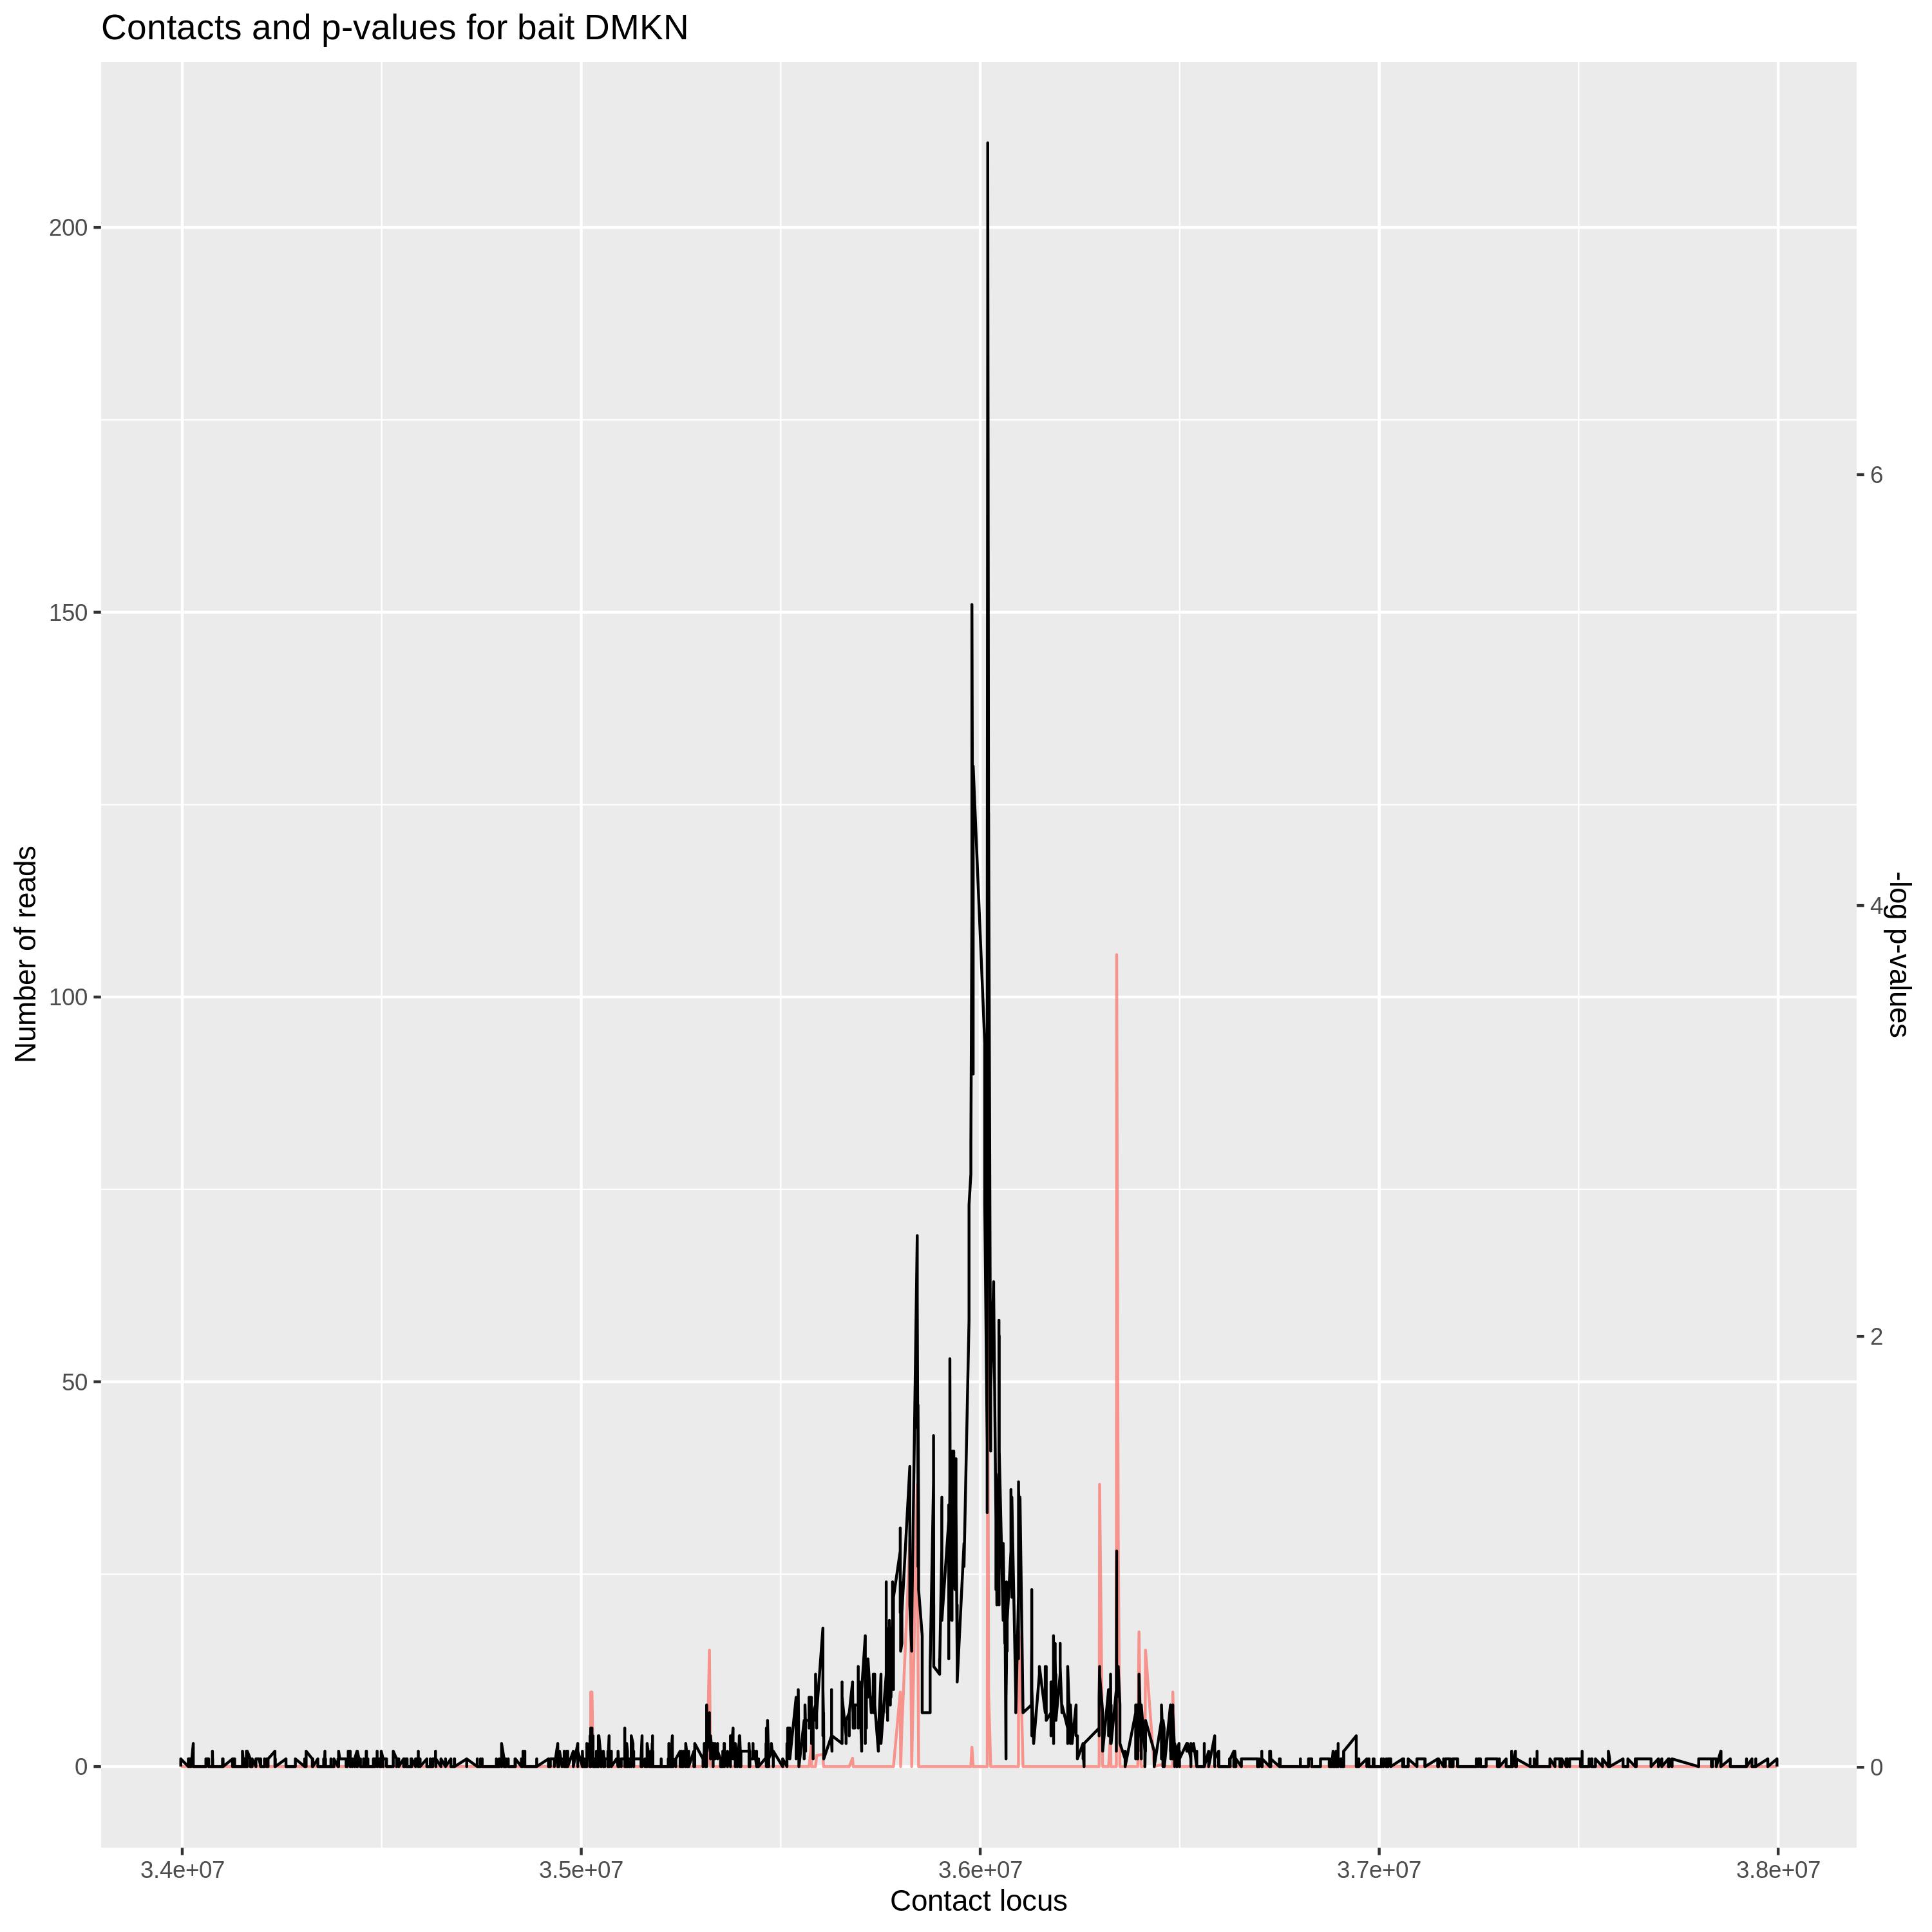 Contacts and p-values for bait DMKN
Number of reads
200
150
100
50
0
6
4
2
0
-log p-values
3.4e+07
3.5e+07
3.6e+07
3.7e+07
3.8e+07
Contact locus